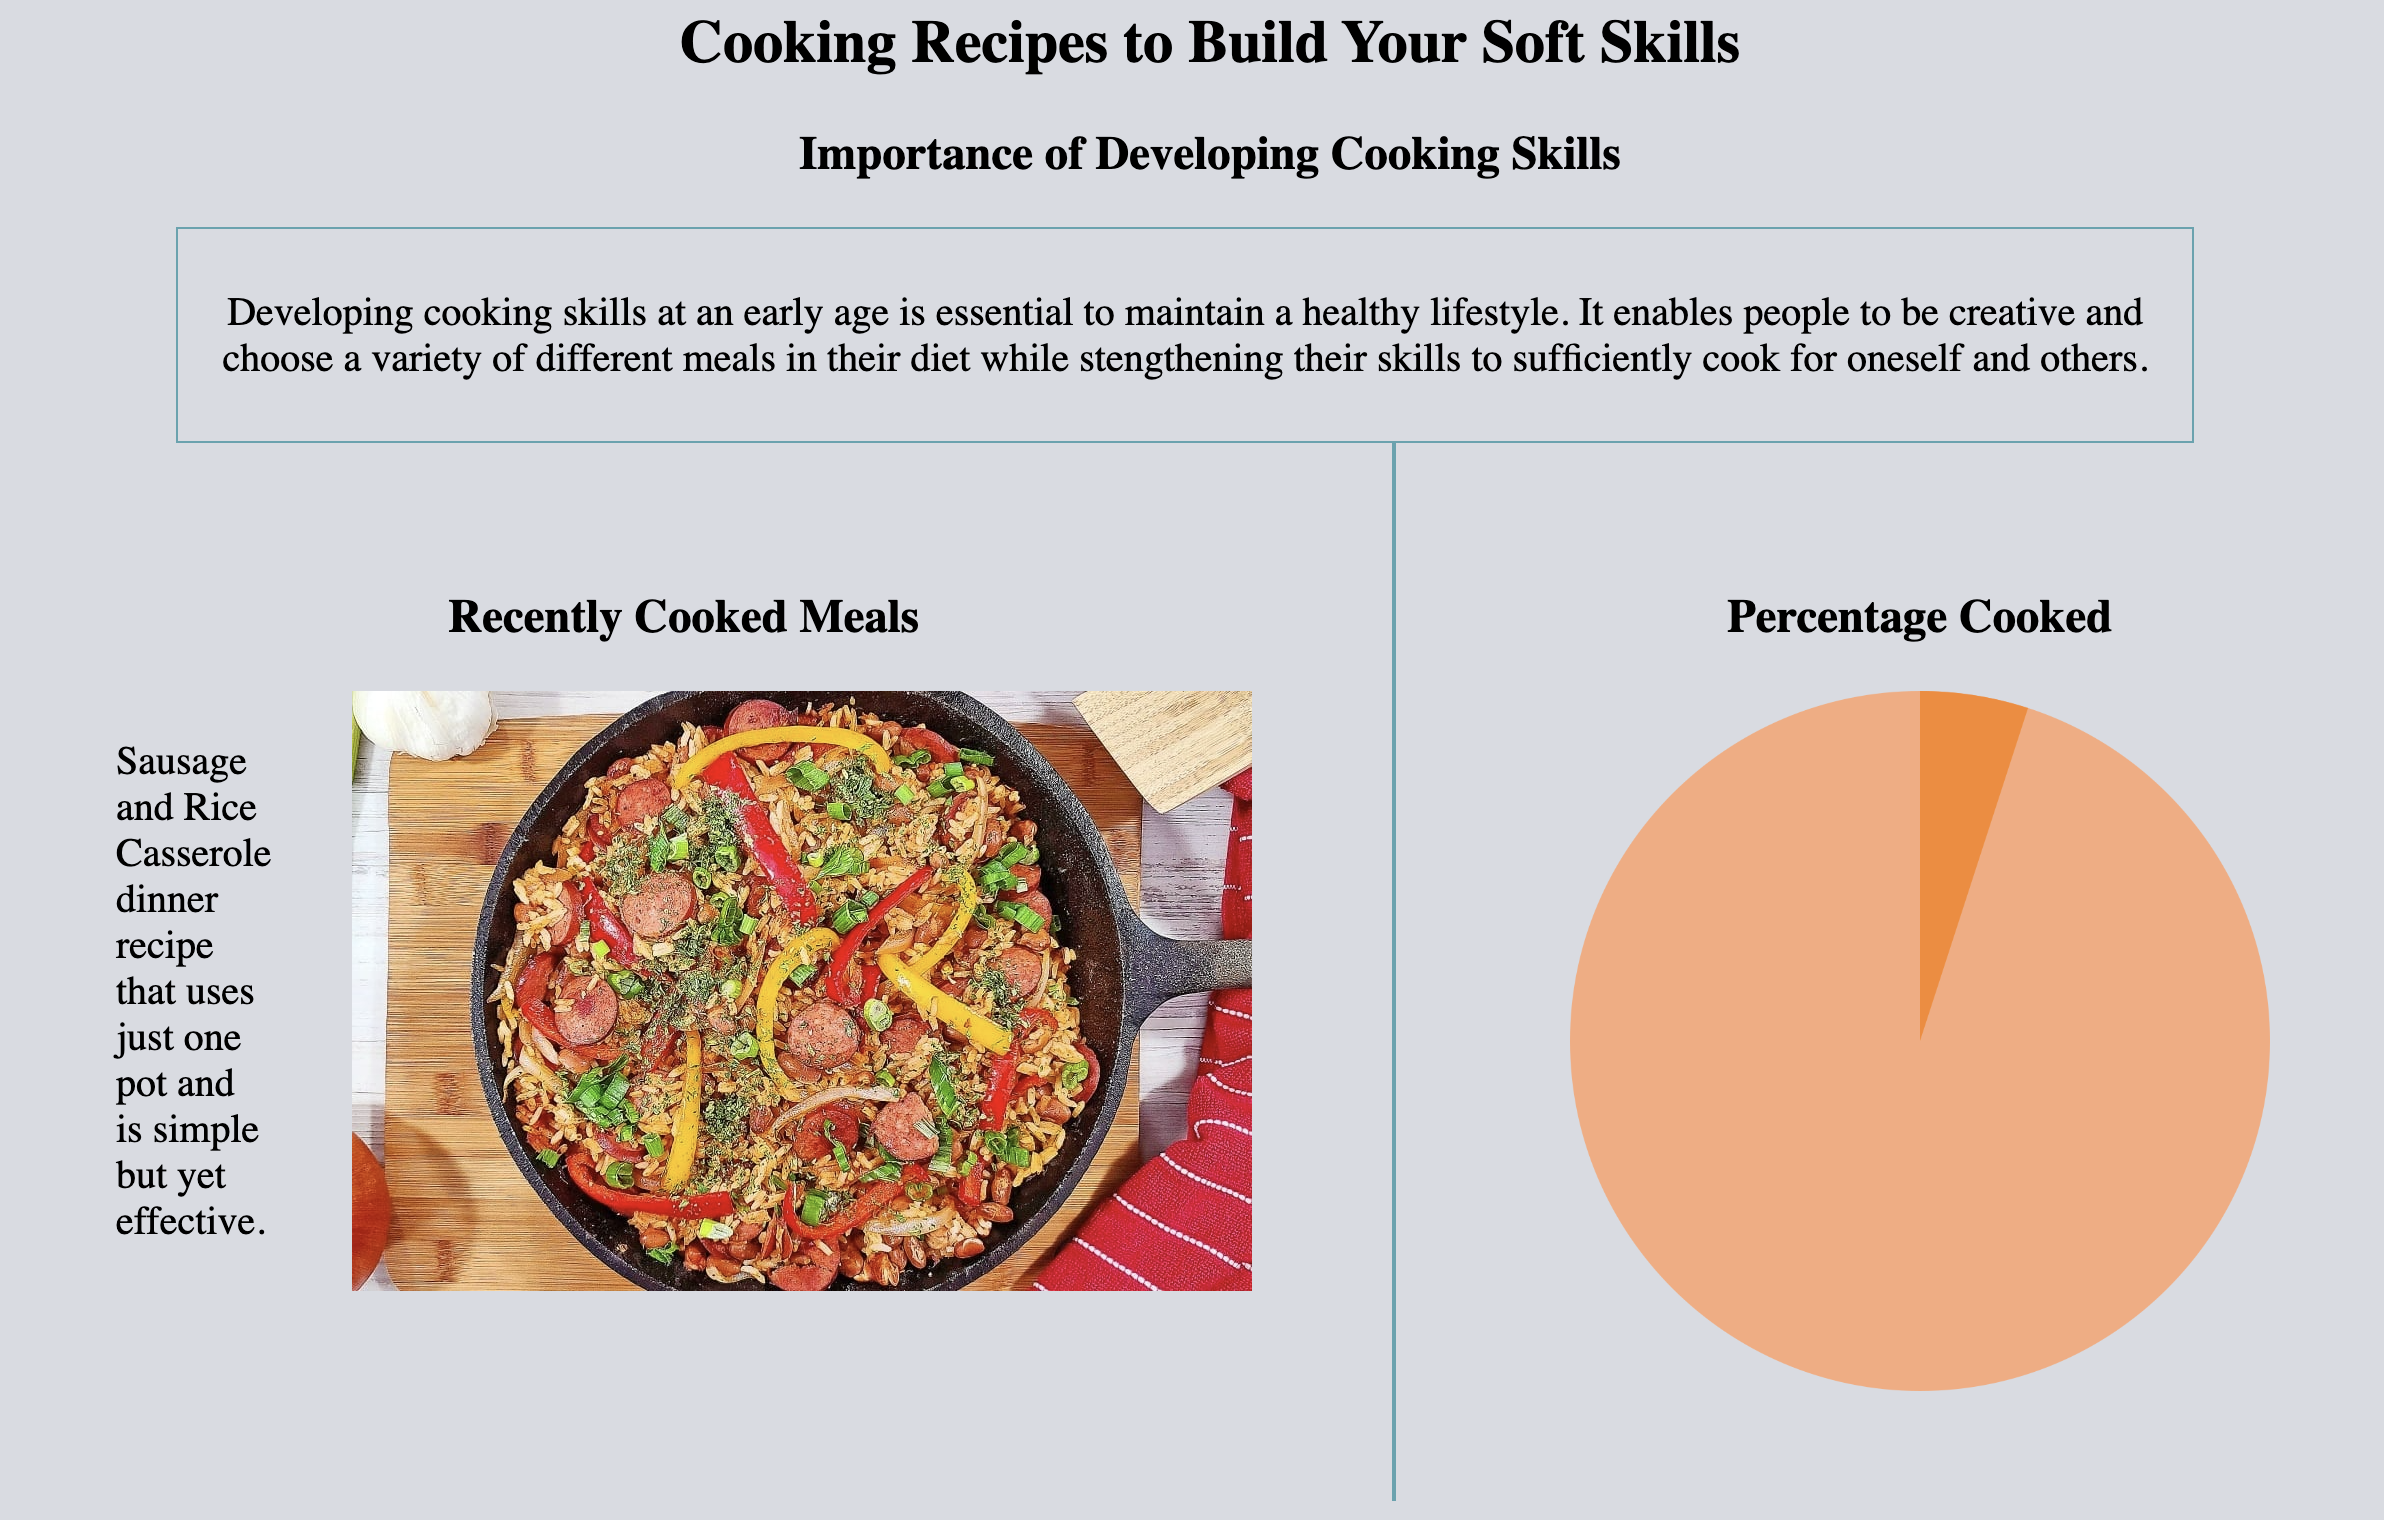 Cooking Recipes to Build Your Soft Skills
Importance of Developing Cooking Skills
Developing cooking skills at an early age is essential to maintain a healthy lifestyle. It enables people to be creative and
choose a variety of different meals in their diet while stengthening their skills to sufficiently cook for oneself and others.
Recently Cooked Meals
Sausage
and Rice
Casserole
dinner
recipe
that uses
just one
pot and
is simple
but yet
effective.
Percentage Cooked